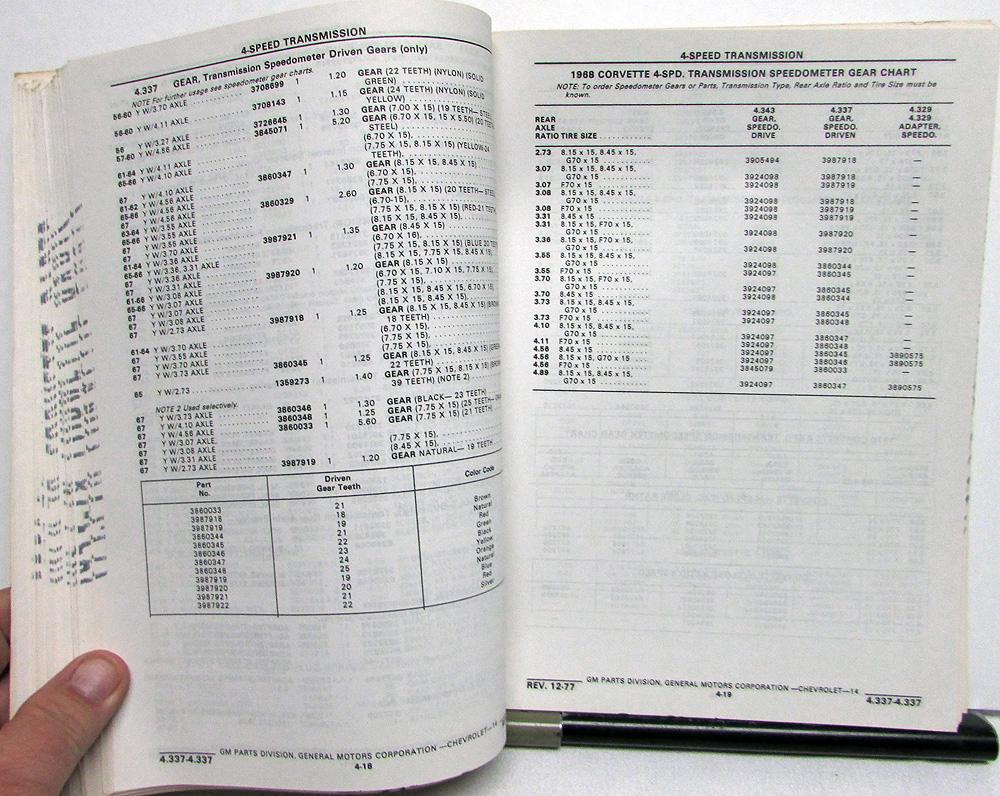 4-SPEED TRANSMISSION
4.337 GEAR, Transmission Speedometer Driven Gears (only)
NOTE For further usage see speedometer gear charts.
56-60 Y W/3.70 AXLE 3708699 1 1.20 GEAR (22 TEETH) (NYLON) (SOLID
GREEN)
56-60 Y W/4.11 AXLE 3708143 1 1.15 GEAR (24 TEETH) (NYLON) (SOLID
YELLOW)
56 Y W/3.27 AXLE 3726645 1 1.30 GEAR (7.00 X 15) (19 TEETH—
57-60 Y W/4.56 AXLE 3845071 1 5.20 GEAR (6.70 X 15, 15 X 5.50) (20
STEEL)
(6.70 X 15),
61-64 Y W/4.11 AXLE (7.75 X 15, 8.15 X 15) (YELLOW-24
65-66 Y W/4.10 AXLE TEETH).
3860347 1 1.30 GEAR (8.15 X 15, 8.45 X 15)
67 Y W/4.10 AXLE (6.70 X 15).
61-62 Y W/4.56 AXLE (7.75 X 15)
65-66 Y W/4.56 AXLE 3860329 1 2.60 GEAR (8.15 X 15) (20 TEETH—
67 Y W/4.56 AXLE (6.70-15),
63-64 Y W/3.55 AXLE (7.75 X 15, 8.15 X 15) (RED-21
65-66 Y W/3.55 AXLE (8.15 X 15, 8.45 X 15)
67 Y W/3.55 AXLE 3987921 1 1.35 GEAR (8.45 X 15)
67 Y W/3.70 AXLE (6.70 X 15),
61-64 Y W/3.36 AXLE (7.75 X 15, 8.15 X 15) (BLUE 20
65-66 Y W/3.36, 3.31 AXLE (8.15 X 15, 7.75 X 15, 8.45 X
67 Y W/3.36 AXLE 3987920 1 1.20 GEAR (8.15 X 15)
67 Y W/3.31 AXLE (6.70 X 15, 7.10 X 15, 7.75 X
61-66 Y W/3.08 AXLE (7.75 X 15).
65-66 Y W/3.07 AXLE (8.15 X 15, 8.45 X 15, 6.70 X 15)
67 Y W/3.07 AXLE (8.15 X 15, 8.45 X 15)
67 Y W/3.08 AXLE 3987918 1 1.25 GEAR (8.15 X 15, 8.45 X 15)
67 Y W/2.73 AXLE 18 TEETH)
(6.70 X 15).
(7.75 X 15).
61-64 Y W/3.70 AXLE (7.75 X 15)
67 Y W/3.55 AXLE GEAR (8.15 X 15, 8.45 X 15)
67 Y W/3.70 AXLE 3860345 1 1.25 22 TEETH)
67 Y W/3.73 AXLE GEAR (7.75 X 15, 8.15 X 15)
65 Y W/2.73 1359273 1 1.40 39 TEETH) (NOTE 2)
NOTE 2 Used selectively.
67 Y W/3.73 AXLE 3860346 1 1.30 GEAR (BLACK— 23 TEETH)
67 Y W/4.10 AXLE 3860348 1 1.25 GEAR (7.75 X 15) (25 TEETH—
67 Y W/4.56 AXLE 3860033 1 5.60 GEAR (7.75 X 15) (21 TEETH)
67 Y W/3.07 AXLE
67 Y W/3.08 AXLE (7.75 X 15),
67 Y W/3.31 AXLE (8.45 X 15),
67 Y W/2.73 AXLE 3987919 1 1.20 GEAR NATURAL— 19 TEETH
Part No. Driven Gear Teeth Color Code
3860033 21 Brown
3987918 18 Natural
3987919 19 Red
3860344 21 Green
3860345 22 Black
3860346 23 Yellow
3860347 24 Orange
3860348 25 Natural
3987919 19 Blue
3987920 20 Red
3987921 21 Silver
3987922 22
4.337-4.337
GM PARTS DIVISION, GENERAL MOTORS CORPORATION —CHEVROLET—14
4-18
4-SPEED TRANSMISSION
1968 CORVETTE 4-SPD. TRANSMISSION SPEEDOMETER GEAR CHART
NOTE: To order Speedometer Gears or Parts, Transmission Type, Rear Axle Ratio and Tire Size must be
known.
4.343 4.337 4.329
REAR GEAR, GEAR, 4.329
AXLE SPEEDO. SPEEDO. ADAPTER,
RATIO TIRE SIZE DRIVE DRIVEN SPEEDO.
2.73 8.15 x 15, 8.45 x 15,
G70 x 15 3905494 3987918 —
3.07 8.15 x 15, 8.45 x 15,
G70 x 15 3924098 3987918 —
3.07 F70 x 15 3924098 3987919 —
3.08 8.15 x 15, 8.45 x 15,
G70 x 15 3924098 3987918 —
3.08 F70 x 15 3924098 3987919 —
3.31 8.45 x 15 3924098 3987919 —
3.31 8.15 x 15, F70 x 15,
G70 x 15 3924098 3987920 —
3.36 8.15 x 15, F70 x 15,
G70 x 15 3924098 3987920 —
3.55 8.15 x 15, 8.45 x 15,
G70 x 15 3924098 3860344 —
3.55 F70 x 15 3924097 3860345 —
3.70 8.15 x 15, F70 x 15,
G70 x 15 3924097 3860345 —
3.70 8.45 x 15 3924098 3860344 —
3.73 8.15 x 15, 8.45 x 15,
G70 x 15 3924097 3860345 —
3.73 F70 x 15 3924097 3860348 —
4.10 8.15 x 15, 8.45 x 15,
G70 x 15 3924097 3860347 —
4.11 F70 x 15 3924097 3860348 —
4.56 8.45 x 15 3924097 3860345 3890575
4.56 8.15 x 15, G70 x 15 3924097 3860346 3890575
4.56 F70 x 15 3845079 3860033 —
4.89 8.15 x 15, 8.45 x 15,
G70 x 15 3924097 3860347 3890575
REV. 12-77
GM PARTS DIVISION, GENERAL MOTORS CORPORATION —CHEVROLET—14
4-19
4.337-4.337